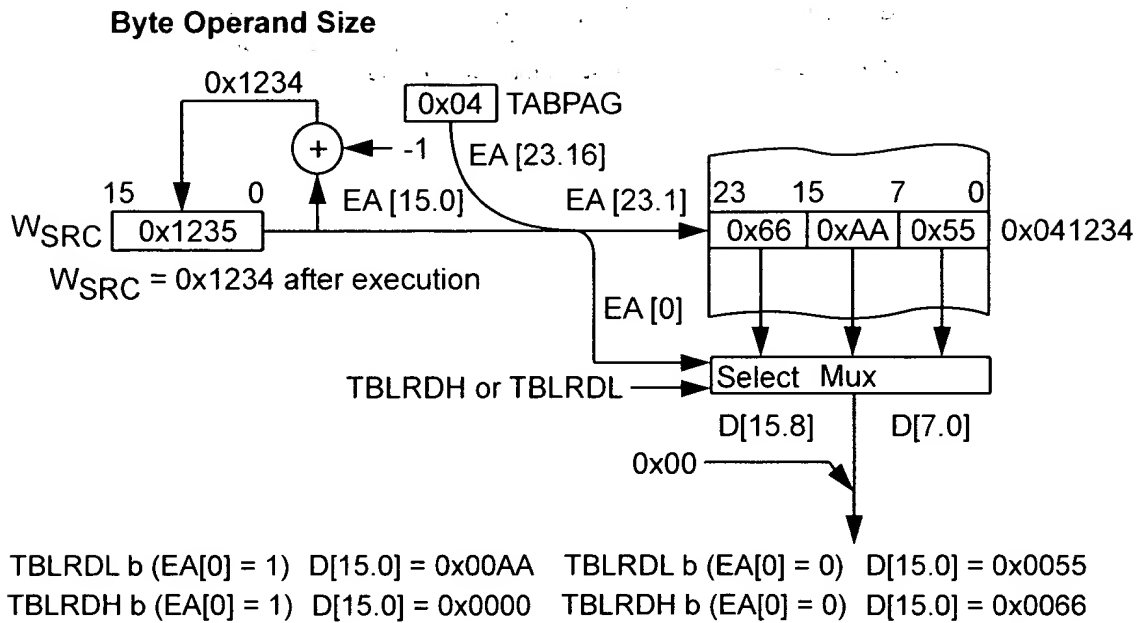 Byte Operand Size
0x1234
0x04 TABPAG
+ -1 EA [23.16]
15 0 EA [15.0] EA [23.1] 23 15 7 0
WSRC 0x1235 0x66 0xAA 0x55 0x041234
WSRC = 0x1234 after execution
EA [0]
TBLRDH or TBLRDL Select Mux
D[15.8] D[7.0]
0x00
TBLRDL b (EA[0] = 1) D[15.0] = 0x00AA TBLRDL b (EA[0] = 0) D[15.0] = 0x0055
TBLRDH b (EA[0] = 1) D[15.0] = 0x0000 TBLRDH b (EA[0] = 0) D[15.0] = 0x0066